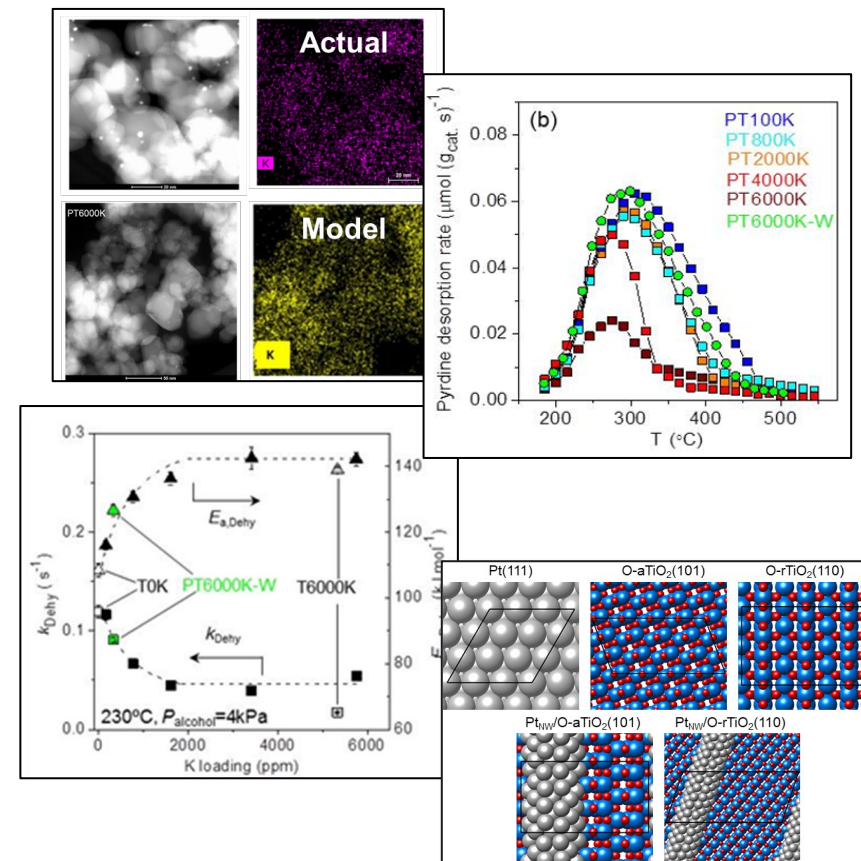 Actual
K
20 nm
20 nm
PT6000K
Model
K
50 nm
(b)
PT100K
PT800K
PT2000K
PT4000K
PT6000K
PT6000K-W
Pyrdine desorption rate (μmol (gcat. s)⁻¹)
0.08
0.06
0.04
0.02
0.00
200
300
400
500
T (°C)
0.3
0.2
0.1
0.0
140
120
100
80
60
kDehy (s⁻¹)
Ea,Dehy
T0K
PT6000K-W
T6000K
kDehy
230°C, Palcohol=4kPa
0
2000
4000
6000
K loading (ppm)
(kJ mol⁻¹)
Pt(111)
O-aTiO₂(101)
O-rTiO₂(110)
PtNW/O-aTiO₂(101)
PtNW/O-rTiO₂(110)